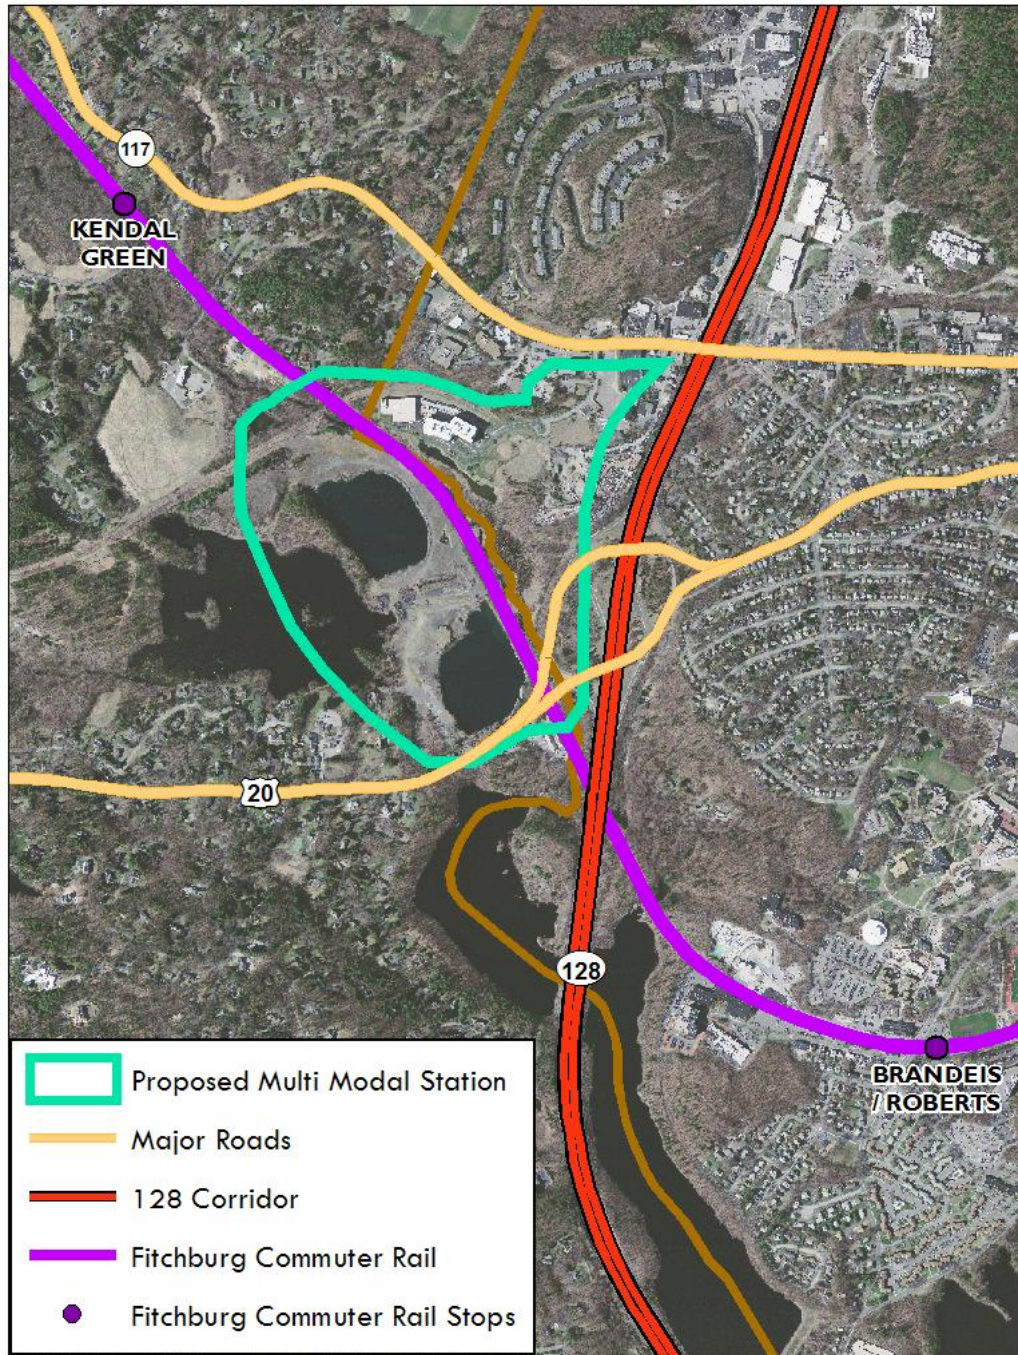 117
KENDAL
GREEN
20
128
BRANDEIS
/ ROBERTS
Proposed Multi Modal Station
Major Roads
128 Corridor
Fitchburg Commuter Rail
Fitchburg Commuter Rail Stops